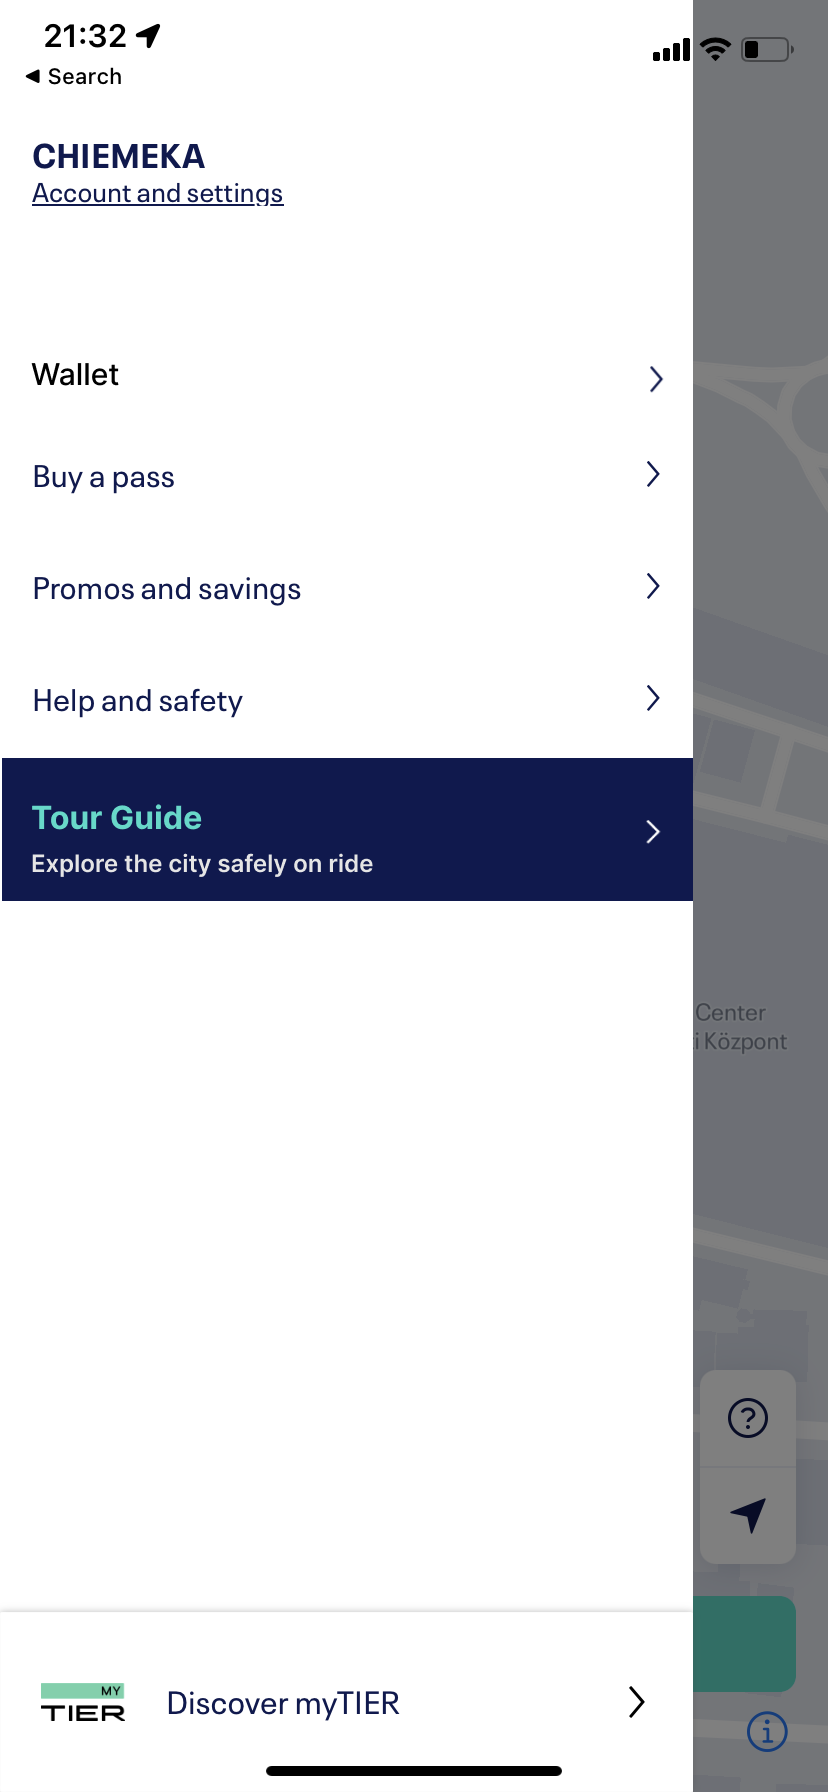 21:32
Search
CHIEMEKA
Account and settings
Wallet
Buy a pass
Promos and savings
Help and safety
Tour Guide
Explore the city safely on ride
Center
i Központ
?
MY
TIER
Discover myTIER
i